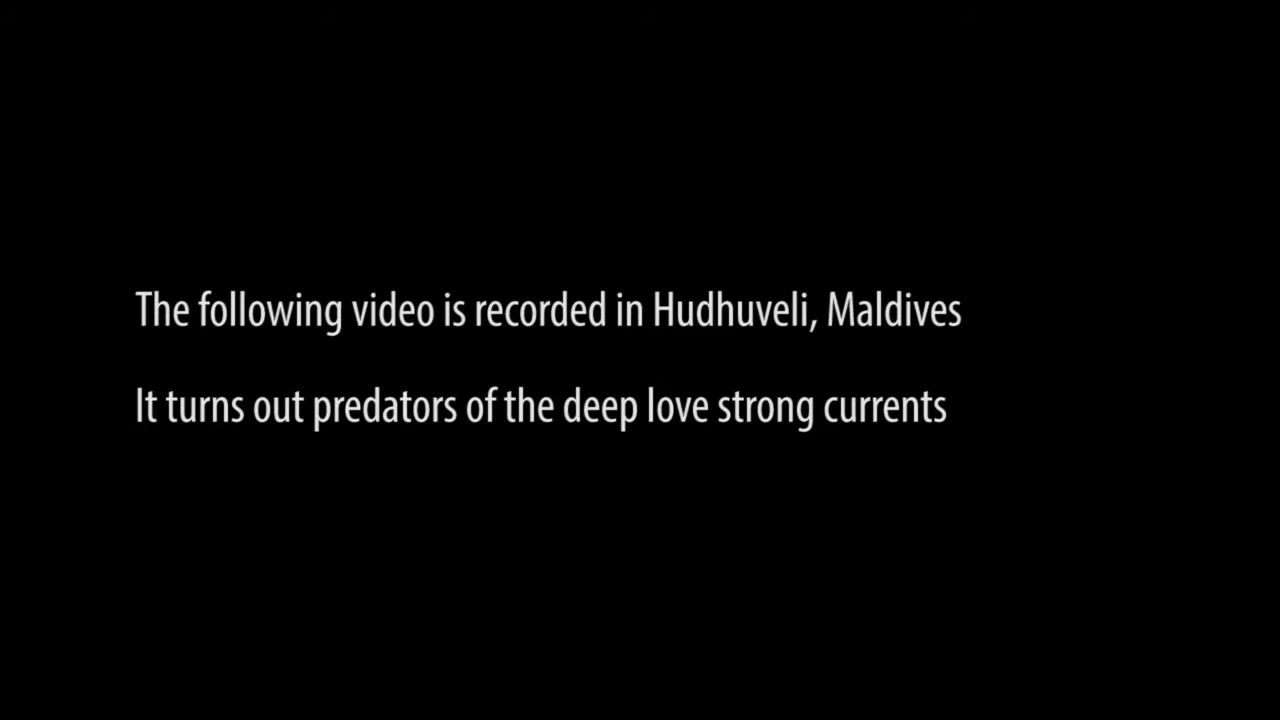 The following video is recorded in Hudhuveli, Maldives
It turns out predators of the deep love strong currents